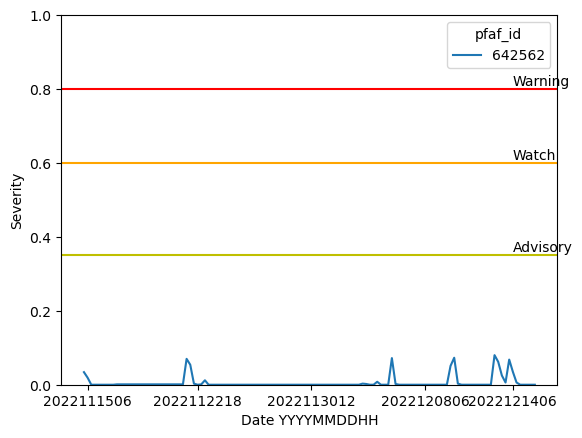 1.0
pfaf_id
642562
0.8
Warning
0.6
Watch
Severity
0.4
Advisory
0.2
0.0
2022111506 2022112218 2022113012 2022120806 2022121406
Date YYYYMMDDHH